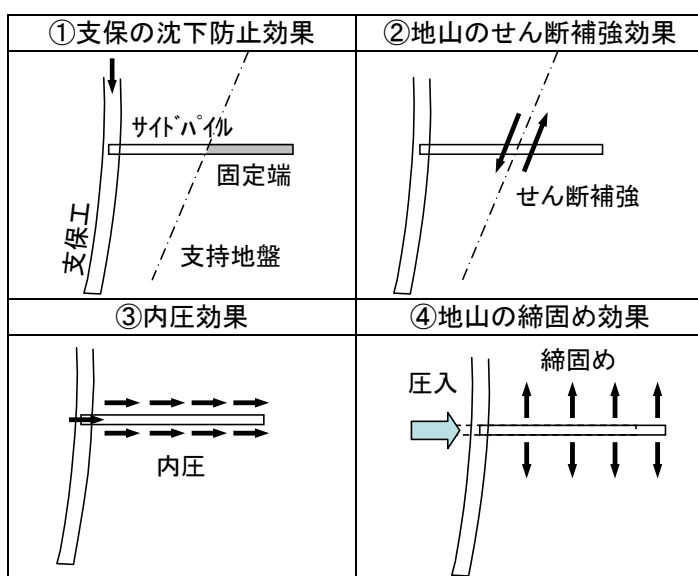 ①支保の沈下防止効果
②地山のせん断補強効果
サイドパイル
固定端
支保工
支持地盤
せん断補強
③内圧効果
④地山の締固め効果
内圧
圧入
締固め